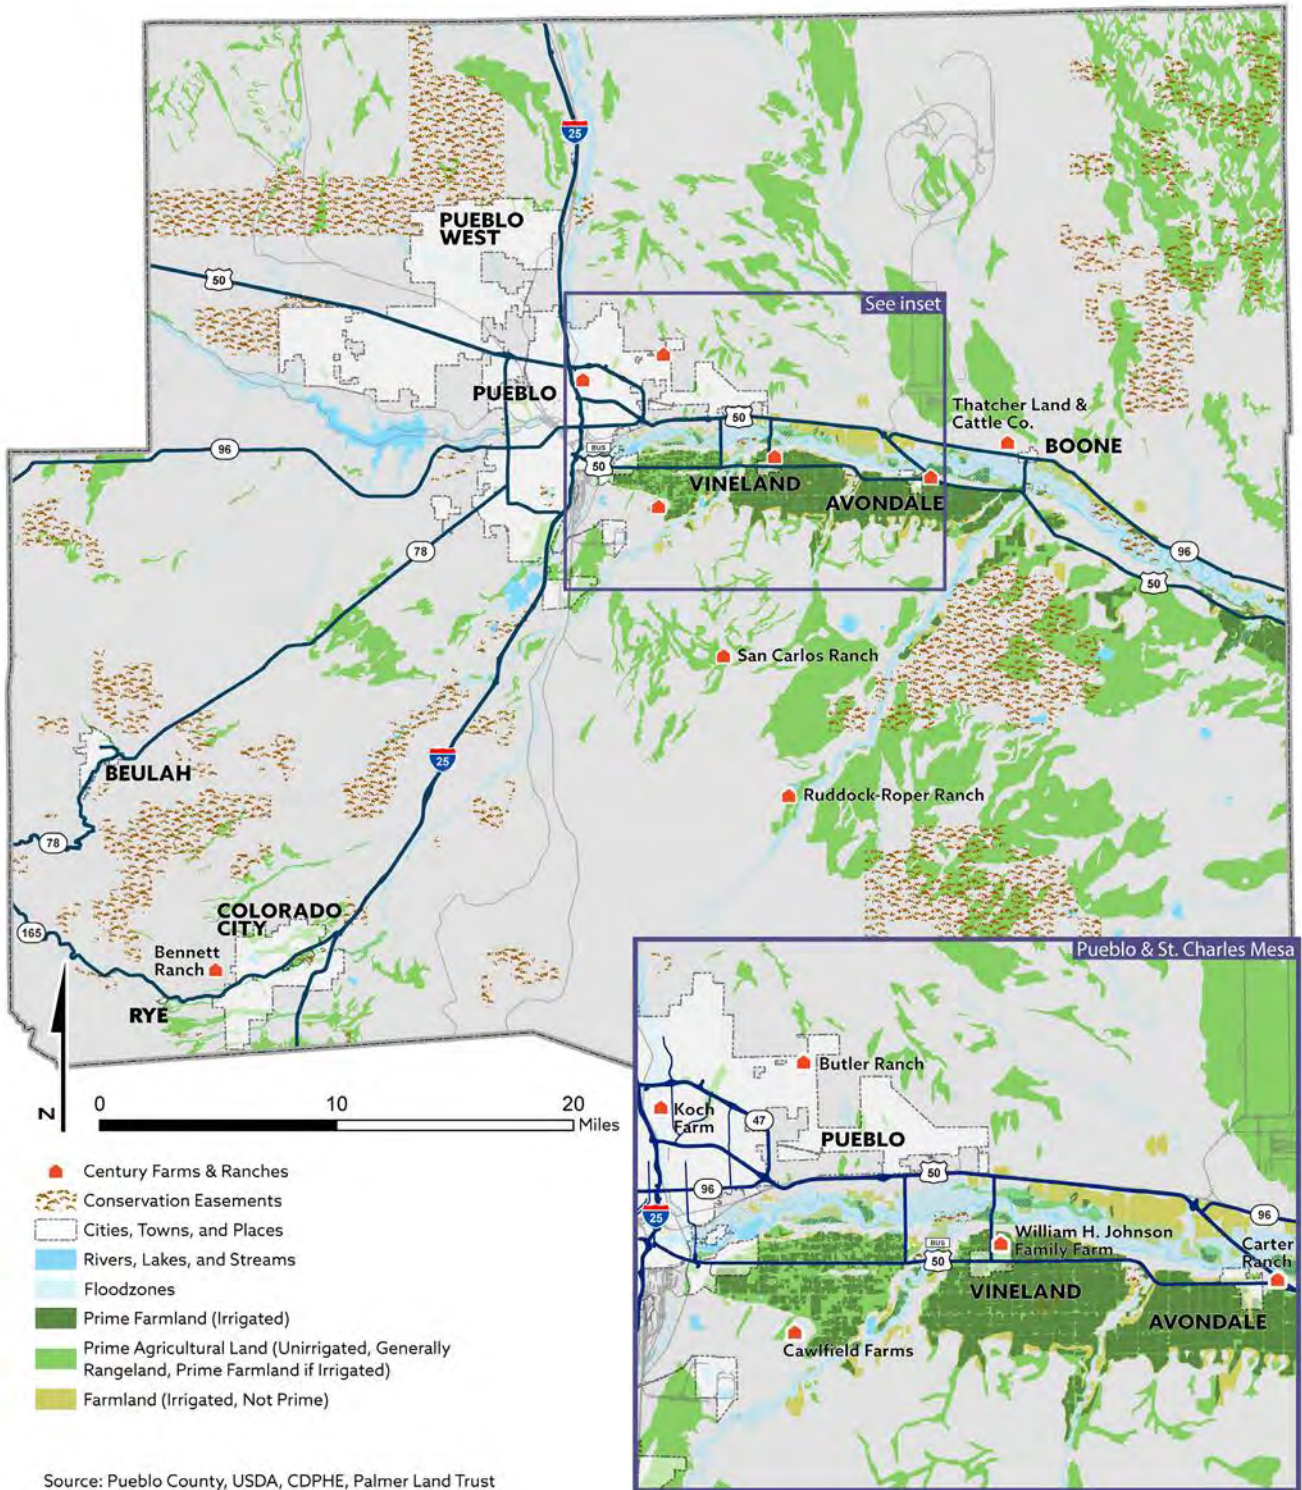 25
PUEBLO
WEST
50
See inset
PUEBLO
50
Thatcher Land &
Cattle Co.
BOONE
96
BUS
50
VINELAND
AVONDALE
78
96
50
San Carlos Ranch
BEULAH
25
Ruddock-Roper Ranch
78
COLORADO
CITY
165
Bennett
Ranch
RYE
Pueblo & St. Charles Mesa
Butler Ranch
Koch
Farm
47
PUEBLO
50
96
25
96
William H. Johnson
Family Farm
Carter
Ranch
BUS
50
VINELAND
AVONDALE
Cawlfield Farms
N
0 10 20
Miles
Century Farms & Ranches
Conservation Easements
Cities, Towns, and Places
Rivers, Lakes, and Streams
Floodzones
Prime Farmland (Irrigated)
Prime Agricultural Land (Unirrigated, Generally
Rangeland, Prime Farmland if Irrigated)
Farmland (Irrigated, Not Prime)
Source: Pueblo County, USDA, CDPHE, Palmer Land Trust